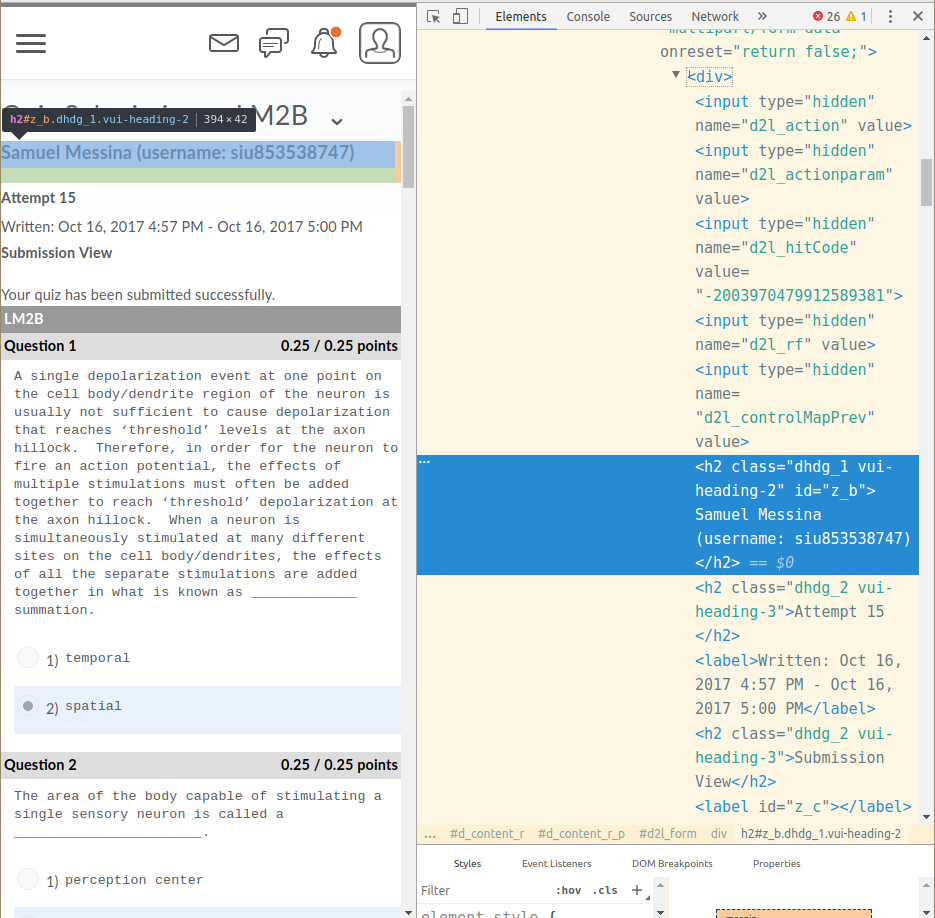 M2B
h2#z_b.dhdg_1.vui-heading-2 | 394 × 42
Samuel Messina (username: siu853538747)
Attempt 15
Written: Oct 16, 2017 4:57 PM - Oct 16, 2017 5:00 PM
Submission View
Your quiz has been submitted successfully.
LM2B
Question 1 0.25 / 0.25 points
A single depolarization event at one point on
the cell body/dendrite region of the neuron is
usually not sufficient to cause depolarization
that reaches ‘threshold’ levels at the axon
hillock.  Therefore, in order for the neuron to
fire an action potential, the effects of
multiple stimulations must often be added
together to reach ‘threshold’ depolarization at
the axon hillock.  When a neuron is
simultaneously stimulated at many different
sites on the cell body/dendrites, the effects
of all the separate stimulations are added
together in what is known as _____________
summation.
1) temporal
2) spatial
Question 2 0.25 / 0.25 points
The area of the body capable of stimulating a
single sensory neuron is called a
_______________________.
1) perception center
Elements Console Sources Network » 26 1
multipart/form-data"
onreset="return false;">
<div>
<input type="hidden"
name="d2l_action" value>
<input type="hidden"
name="d2l_actionparam"
value>
<input type="hidden"
name="d2l_hitCode"
value=
"-2003970479912589381">
<input type="hidden"
name="d2l_rf" value>
<input type="hidden"
name=
"d2l_controlMapPrev"
value>
... <h2 class="dhdg_1 vui-
heading-2" id="z_b">
Samuel Messina
(username: siu853538747)
</h2> == $0
<h2 class="dhdg_2 vui-
heading-3">Attempt 15
</h2>
<label>Written: Oct 16,
2017 4:57 PM - Oct 16,
2017 5:00 PM</label>
<h2 class="dhdg_2 vui-
heading-3">Submission
View</h2>
<label id="z_c"></label>
... #d_content_r #d_content_r_p #d2l_form div h2#z_b.dhdg_1.vui-heading-2
Styles Event Listeners DOM Breakpoints Properties
Filter :hov .cls +
element.style {
margin